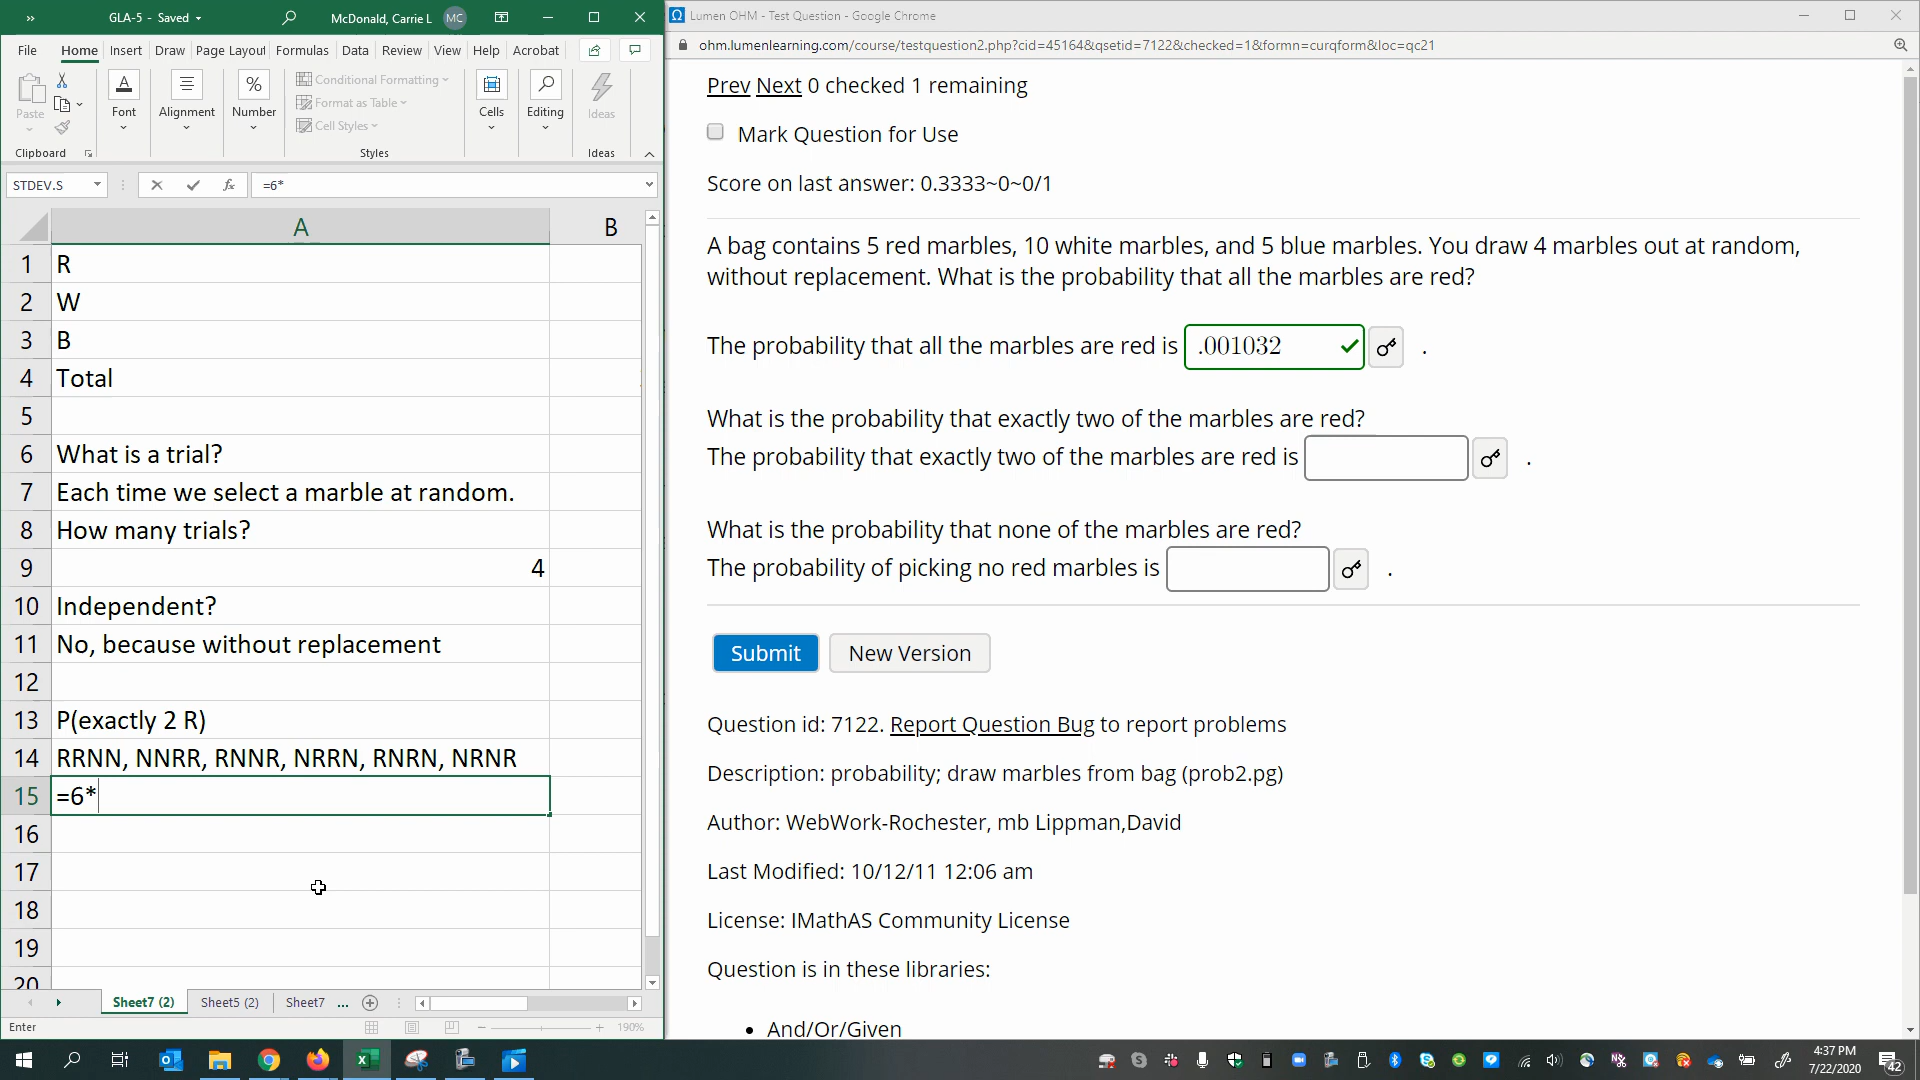 GLA-5 - Saved
McDonald, Carrie L
MC
File Home Insert Draw Page Layout Formulas Data Review View Help Acrobat
Paste
Font
Alignment
Number
Conditional Formatting
Format as Table
Cell Styles
Cells
Editing
Ideas
Clipboard
Styles
Ideas
STDEV.S
fx
=6*
A B
1 R
2 W
3 B
4 Total
5
6 What is a trial?
7 Each time we select a marble at random.
8 How many trials?
9 4
10 Independent?
11 No, because without replacement
12
13 P(exactly 2 R)
14 RRNN, NNRR, RNNR, NRRN, RNRN, NRNR
15 =6*
16
17
18
19
20
Sheet7 (2) Sheet5 (2) Sheet7 ...
Enter
190%
Lumen OHM - Test Question - Google Chrome
ohm.lumenlearning.com/course/testquestion2.php?cid=45164&qsetid=7122&checked=1&formn=curqform&loc=qc21
Prev Next 0 checked 1 remaining
Mark Question for Use
Score on last answer: 0.3333~0~0/1
A bag contains 5 red marbles, 10 white marbles, and 5 blue marbles. You draw 4 marbles out at random,
without replacement. What is the probability that all the marbles are red?
The probability that all the marbles are red is .001032 .
What is the probability that exactly two of the marbles are red?
The probability that exactly two of the marbles are red is .
What is the probability that none of the marbles are red?
The probability of picking no red marbles is .
Submit
New Version
Question id: 7122. Report Question Bug to report problems
Description: probability; draw marbles from bag (prob2.pg)
Author: WebWork-Rochester, mb Lippman,David
Last Modified: 10/12/11 12:06 am
License: IMathAS Community License
Question is in these libraries:
• And/Or/Given
4:37 PM
7/22/2020
42